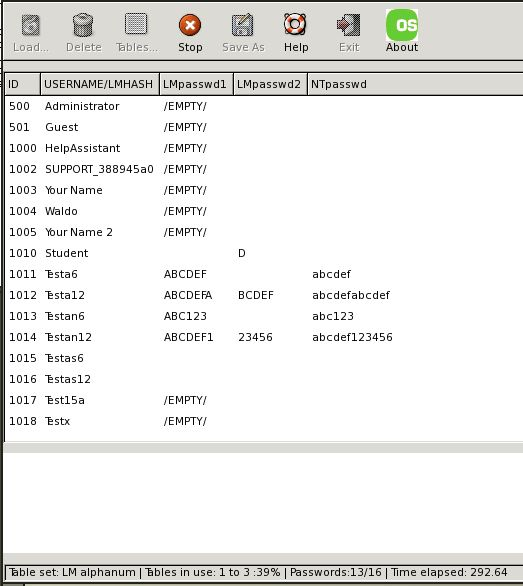 Load... Delete Tables... Stop Save As Help Exit OS About
ID USERNAME/LMHASH LMpasswd1 LMpasswd2 NTpasswd
500 Administrator /EMPTY/
501 Guest /EMPTY/
1000 HelpAssistant /EMPTY/
1002 SUPPORT_388945a0 /EMPTY/
1003 Your Name /EMPTY/
1004 Waldo /EMPTY/
1005 Your Name 2 /EMPTY/
1010 Student D
1011 Testa6 ABCDEF abcdef
1012 Testa12 ABCDEFA BCDEF abcdefabcdef
1013 Testan6 ABC123 abc123
1014 Testan12 ABCDEF1 23456 abcdef123456
1015 Testas6
1016 Testas12
1017 Test15a /EMPTY/
1018 Testx /EMPTY/
Table set: LM alphanum | Tables in use: 1 to 3 :39% | Passwords:13/16 | Time elapsed: 292.64